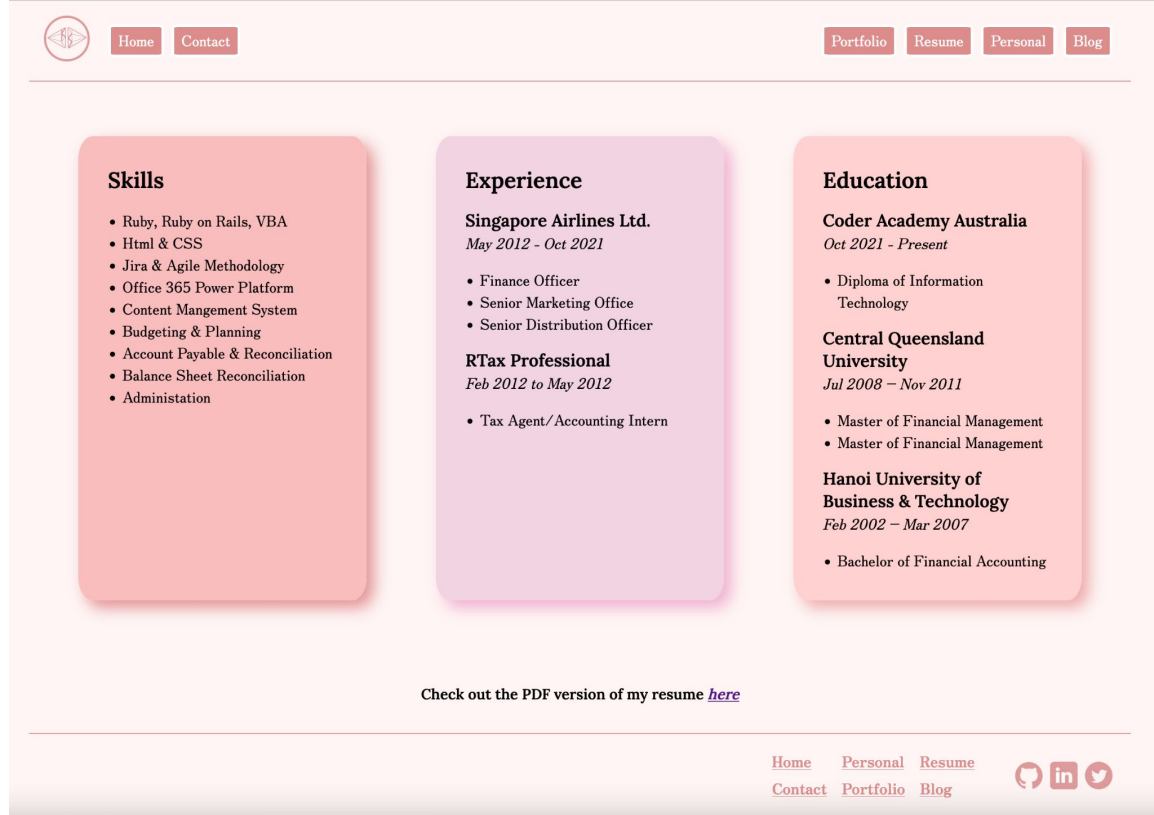 Home Contact Portfolio Resume Personal Blog
Skills
Ruby, Ruby on Rails, VBA
Html & CSS
Jira & Agile Methodology
Office 365 Power Platform
Content Mangement System
Budgeting & Planning
Account Payable & Reconciliation
Balance Sheet Reconciliation
Administation
Experience
Singapore Airlines Ltd.
May 2012 - Oct 2021
Finance Officer
Senior Marketing Office
Senior Distribution Officer
RTax Professional
Feb 2012 to May 2012
Tax Agent/Accounting Intern
Education
Coder Academy Australia
Oct 2021 - Present
Diploma of Information
Technology
Central Queensland
University
Jul 2008 – Nov 2011
Master of Financial Management
Master of Financial Management
Hanoi University of
Business & Technology
Feb 2002 – Mar 2007
Bachelor of Financial Accounting
Check out the PDF version of my resume here
Home Personal Resume
Contact Portfolio Blog
in